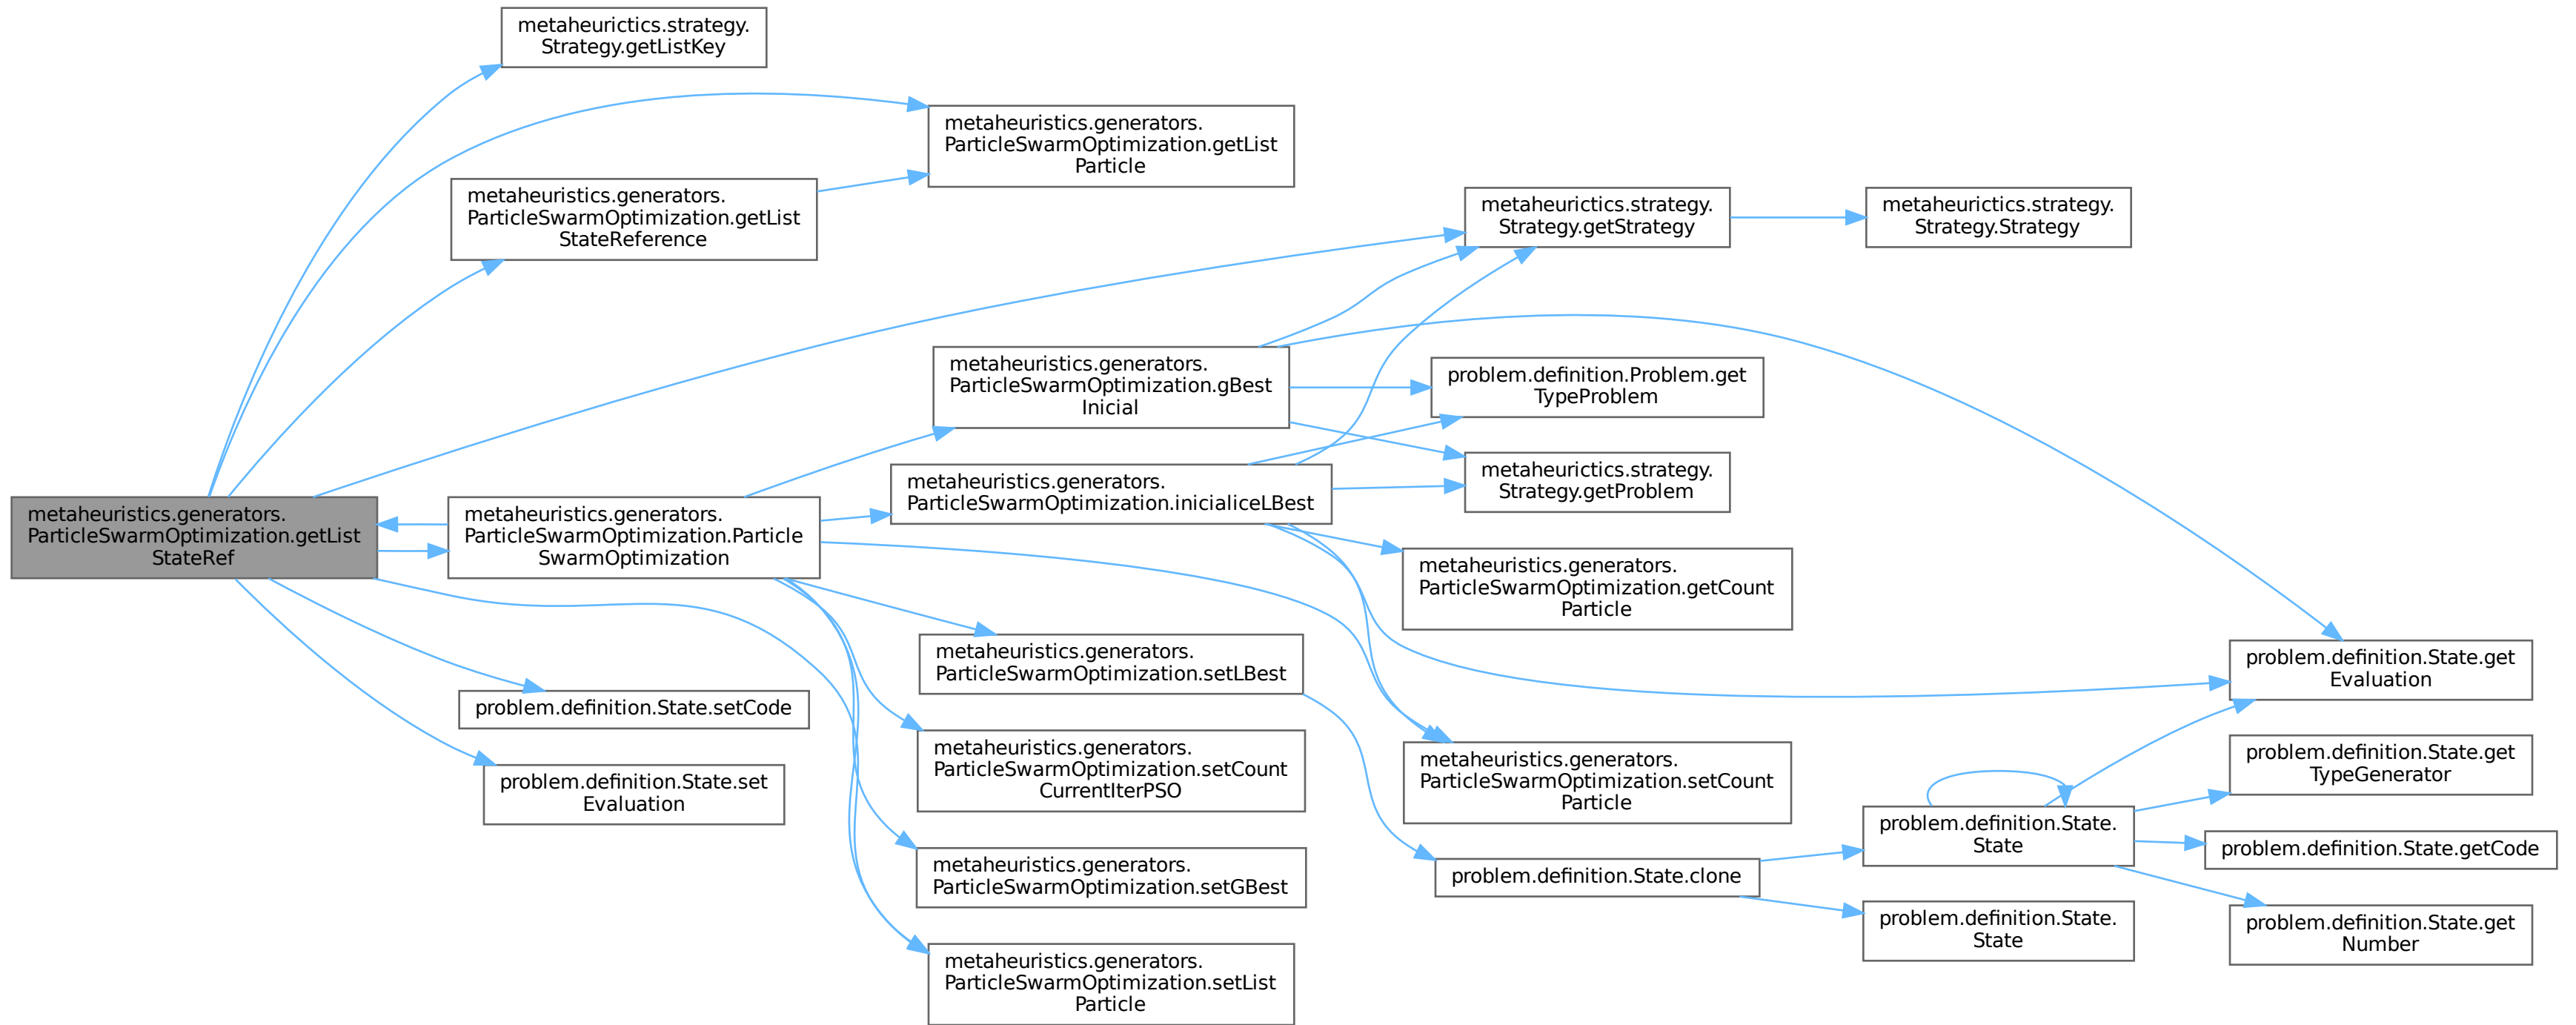 metaheurictics.strategy.
Strategy.getListKey
metaheuristics.generators.
ParticleSwarmOptimization.getList
Particle
metaheuristics.generators.
ParticleSwarmOptimization.getList
StateReference
metaheurictics.strategy.
Strategy.getStrategy
metaheurictics.strategy.
Strategy.Strategy
metaheuristics.generators.
ParticleSwarmOptimization.gBest
Inicial
problem.definition.Problem.get
TypeProblem
metaheuristics.generators.
ParticleSwarmOptimization.inicialiceLBest
metaheurictics.strategy.
Strategy.getProblem
metaheuristics.generators.
ParticleSwarmOptimization.getList
StateRef
metaheuristics.generators.
ParticleSwarmOptimization.Particle
SwarmOptimization
metaheuristics.generators.
ParticleSwarmOptimization.getCount
Particle
metaheuristics.generators.
ParticleSwarmOptimization.setLBest
problem.definition.State.get
Evaluation
problem.definition.State.setCode
metaheuristics.generators.
ParticleSwarmOptimization.setCount
CurrentIterPSO
metaheuristics.generators.
ParticleSwarmOptimization.setCount
Particle
problem.definition.State.get
TypeGenerator
problem.definition.State.set
Evaluation
problem.definition.State.
State
problem.definition.State.getCode
metaheuristics.generators.
ParticleSwarmOptimization.setGBest
problem.definition.State.clone
problem.definition.State.
State
problem.definition.State.get
Number
metaheuristics.generators.
ParticleSwarmOptimization.setList
Particle